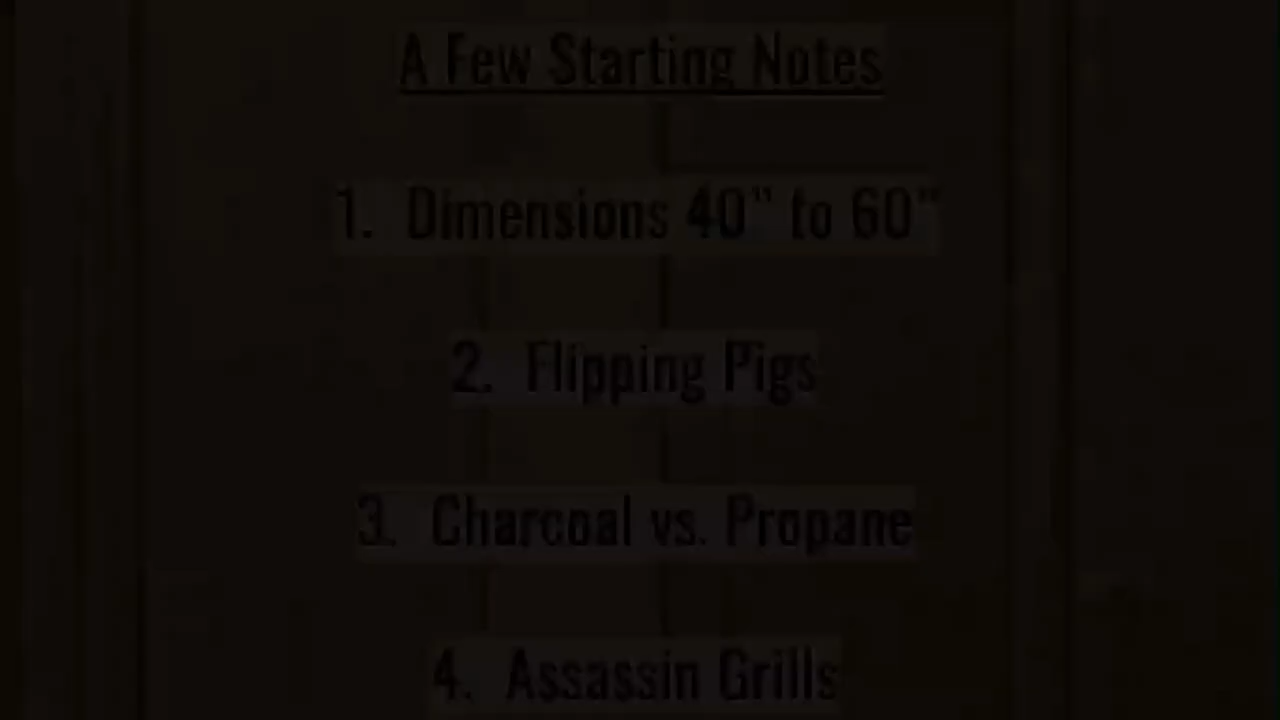 A Few Starting Notes
1. Dimensions 40" to 60"
2. Flipping Pigs
3. Charcoal vs. Propane
4. Assassin Grills